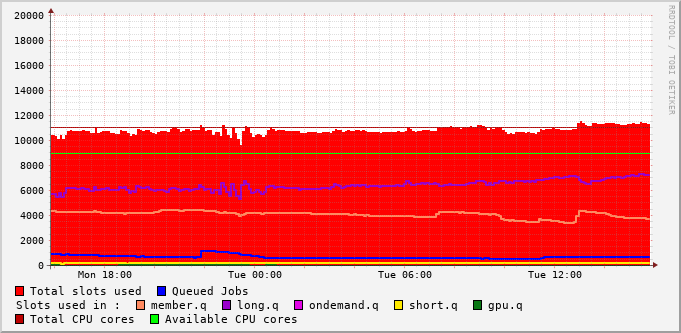 20000
18000
16000
14000
12000
10000
8000
6000
4000
2000
0
Mon 18:00 Tue 00:00 Tue 06:00 Tue 12:00
RRDTOOL / TOBI OETIKER
Total slots used Queued Jobs
Slots used in : member.q long.q ondemand.q short.q gpu.q
Total CPU cores Available CPU cores